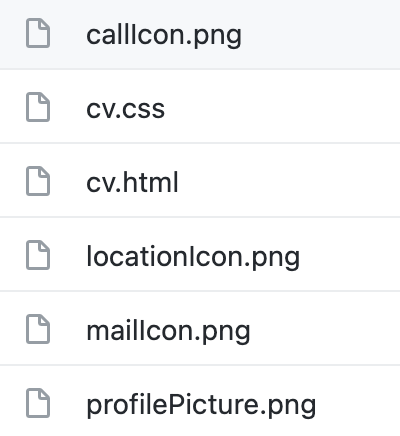 callIcon.png
cv.css
cv.html
locationIcon.png
mailIcon.png
profilePicture.png